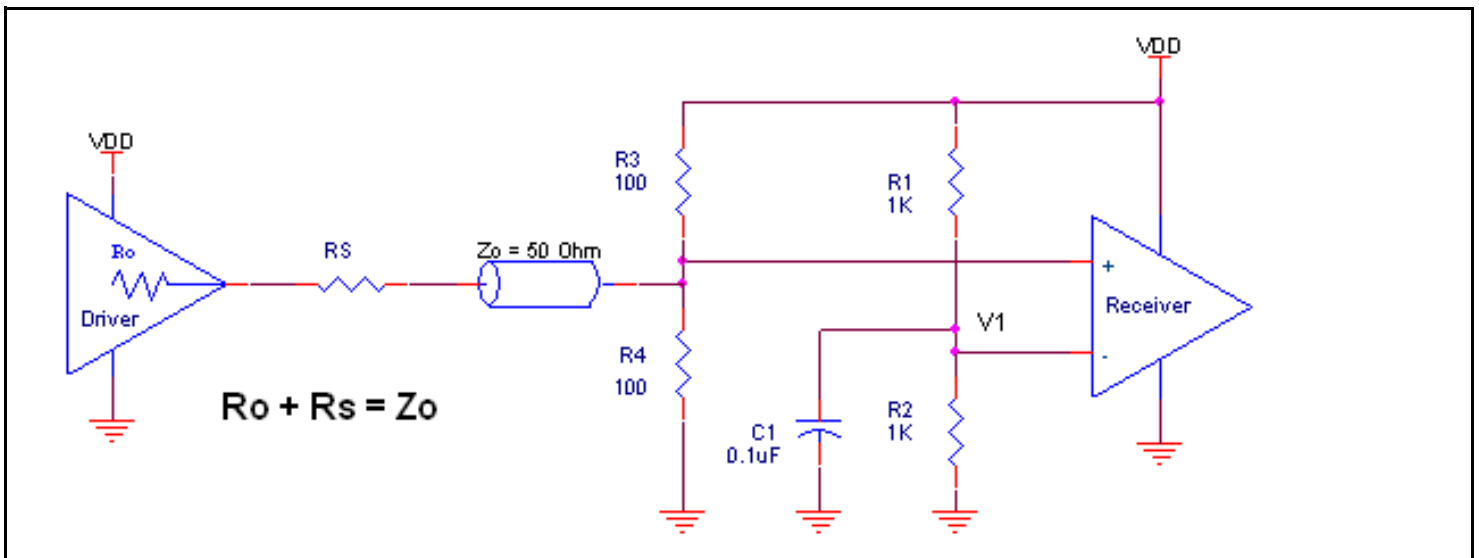 VDD
VDD
R3
100
R1
1K
Ro
RS
Zo = 50 Ohm
+
Driver
Receiver
V1
-
R4
100
Ro + Rs = Zo
R2
1K
C1
0.1uF